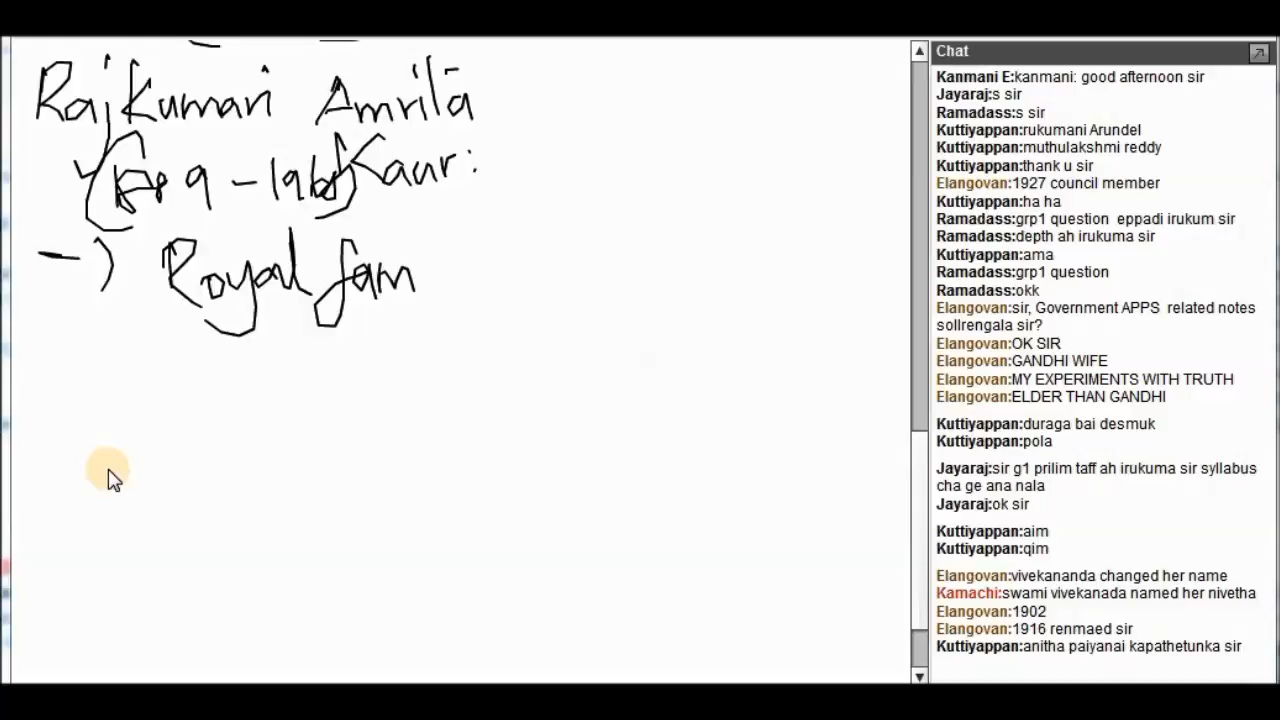 RajKumari Amrita
Kaur:
→ Royal fam
Chat
Kanmani E:kanmani: good afternoon sir
Jayaraj:s sir
Ramadass:s sir
Kuttiyappan:rukumani Arundel
Kuttiyappan:muthulakshmi reddy
Kuttiyappan:thank u sir
Elangovan:1927 council member
Kuttiyappan:ha ha
Ramadass:grp1 question eppadi irukum sir
Ramadass:depth ah irukuma sir
Kuttiyappan:ama
Ramadass:grp1 question
Ramadass:okk
Elangovan:sir, Government APPS related notes
sollrengala sir?
Elangovan:OK SIR
Elangovan:GANDHI WIFE
Elangovan:MY EXPERIMENTS WITH TRUTH
Elangovan:ELDER THAN GANDHI
Kuttiyappan:duraga bai desmuk
Kuttiyappan:pola
Jayaraj:sir g1 prilim taff ah irukuma sir syllabus
cha ge ana nala
Jayaraj:ok sir
Kuttiyappan:aim
Kuttiyappan:qim
Elangovan:vivekananda changed her name
Kamachi:swami vivekanada named her nivetha
Elangovan:1902
Elangovan:1916 renmaed sir
Kuttiyappan:anitha paiyanai kapathetunka sir